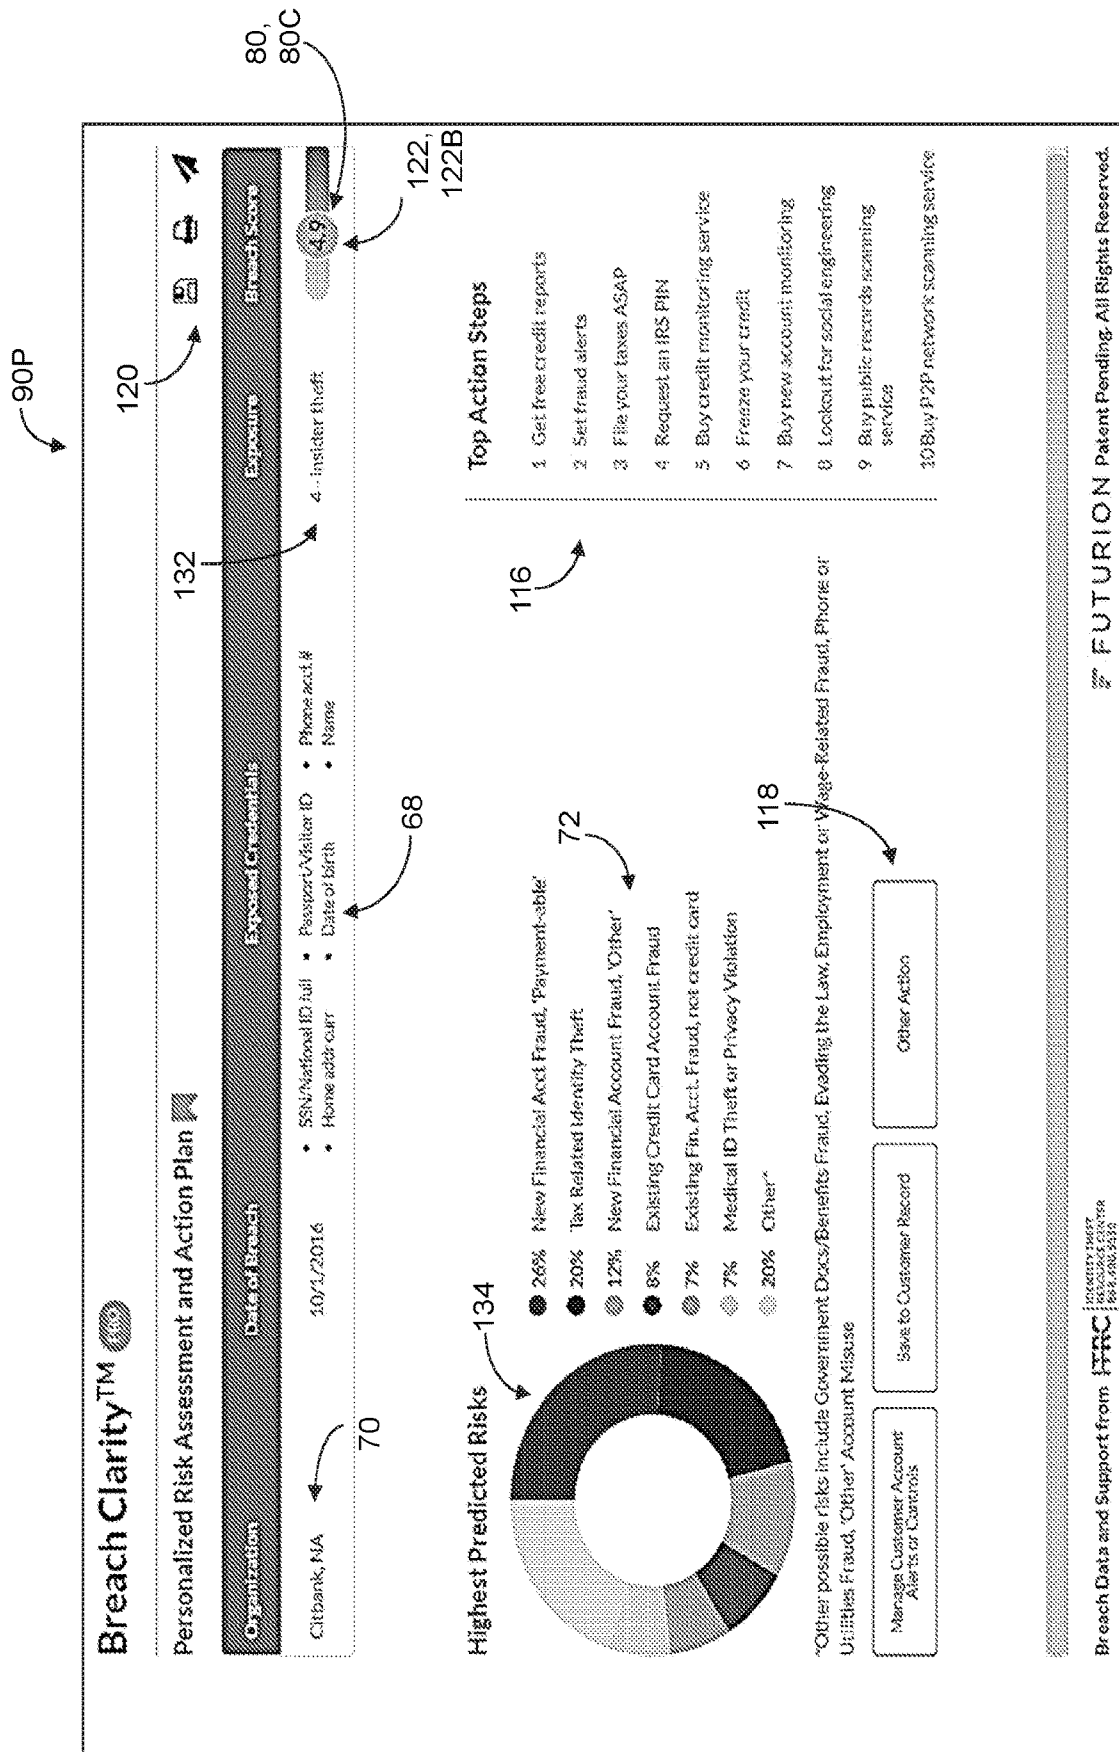 90P
Breach Clarity™ PRO
120
Personalized Risk Assessment and Action Plan
132
80,
80C
Organization Date of Breach Exposed Credentials Exposure Breach Score
Citbank, NA 10/1/2016
• SSN/National ID full • Passport/Visitor ID • Phone acct.#
• Home addr curr • Date of birth • Name
4 - Insider theft
4.9
70
68
122,
122B
Highest Predicted Risks
134
26% New Financial Acct Fraud, 'Payment-able'
20% Tax Related Identity Theft
12% New Financial Account Fraud, 'Other'
8% Existing Credit Card Account Fraud
7% Existing Fin. Acct. Fraud, not credit card
7% Medical ID Theft or Privacy Violation
20% Other*
72
116
Top Action Steps
1 Get free credit reports
2 Set fraud alerts
3 File your taxes ASAP
4 Request an IRS PIN
5 Buy credit monitoring service
6 Freeze your credit
7 Buy new account monitoring
8 Lookout for social engineering
9 Buy public records scanning
service
10 Buy P2P network scanning service
118
*Other possible risks include Government Docs/Benefits Fraud, Evading the Law, Employment or Wage-Related Fraud, Phone or
Utilities Fraud, 'Other' Account Misuse
Manage Customer Account
Alerts or Controls
Save to Customer Record
Other Action
Breach Data and Support from ITRC
IDENTITY THEFT
RESOURCE CENTER
FUTURION Patent Pending. All Rights Reserved.